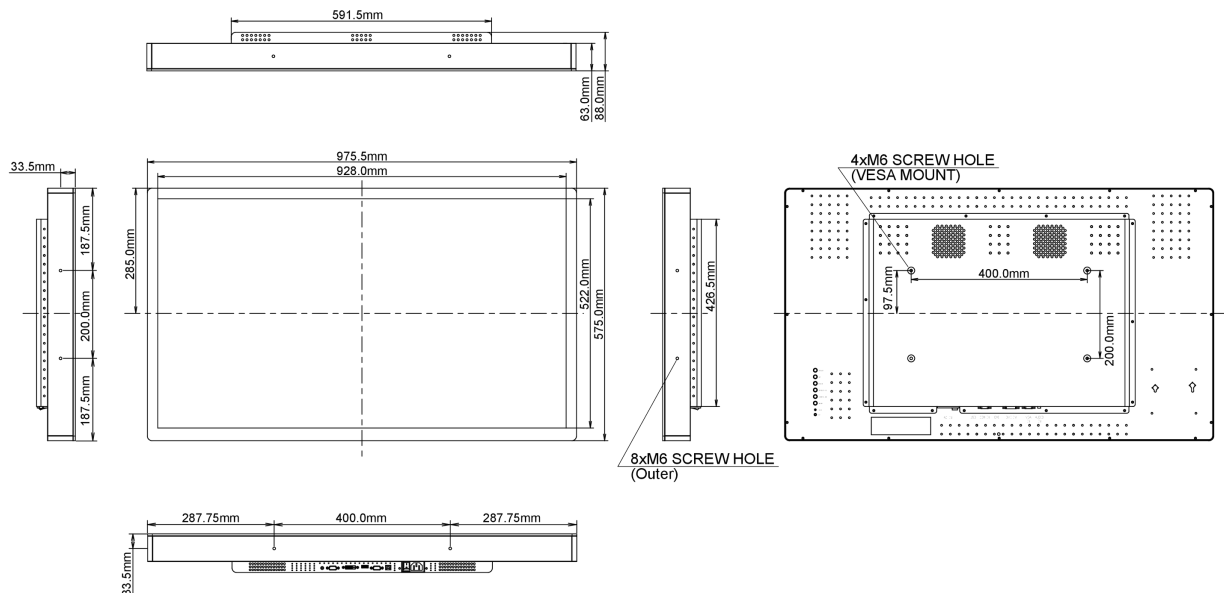 591.5mm
63.0mm
88.0mm
33.5mm
975.5mm
928.0mm
187.5mm
200.0mm
187.5mm
285.0mm
522.0mm
575.0mm
426.5mm
8xM6 SCREW HOLE
(Outer)
4xM6 SCREW HOLE
(VESA MOUNT)
400.0mm
97.5mm
200.0mm
287.75mm
400.0mm
287.75mm
33.5mm